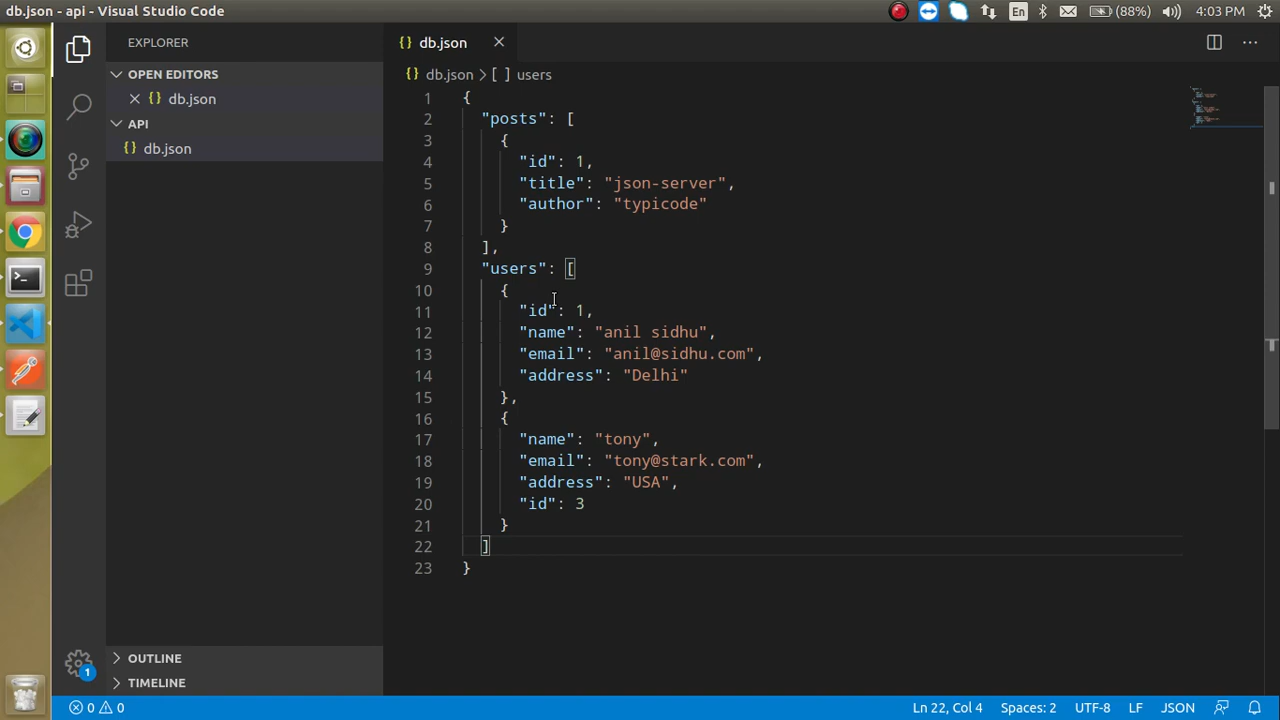 db.json - api - Visual Studio Code
En
(88%)
4:03 PM
EXPLORER
OPEN EDITORS
{} db.json
API
{} db.json
OUTLINE
TIMELINE
1
{} db.json
{} db.json > [ ] users
1 {
2 "posts": [
3 {
4 "id": 1,
5 "title": "json-server",
6 "author": "typicode"
7 }
8 ],
9 "users": [
10 {
11 "id": 1,
12 "name": "anil sidhu",
13 "email": "anil@sidhu.com",
14 "address": "Delhi"
15 },
16 {
17 "name": "tony",
18 "email": "tony@stark.com",
19 "address": "USA",
20 "id": 3
21 }
22 ]
23 }
0 0
Ln 22, Col 4
Spaces: 2
UTF-8
LF
JSON